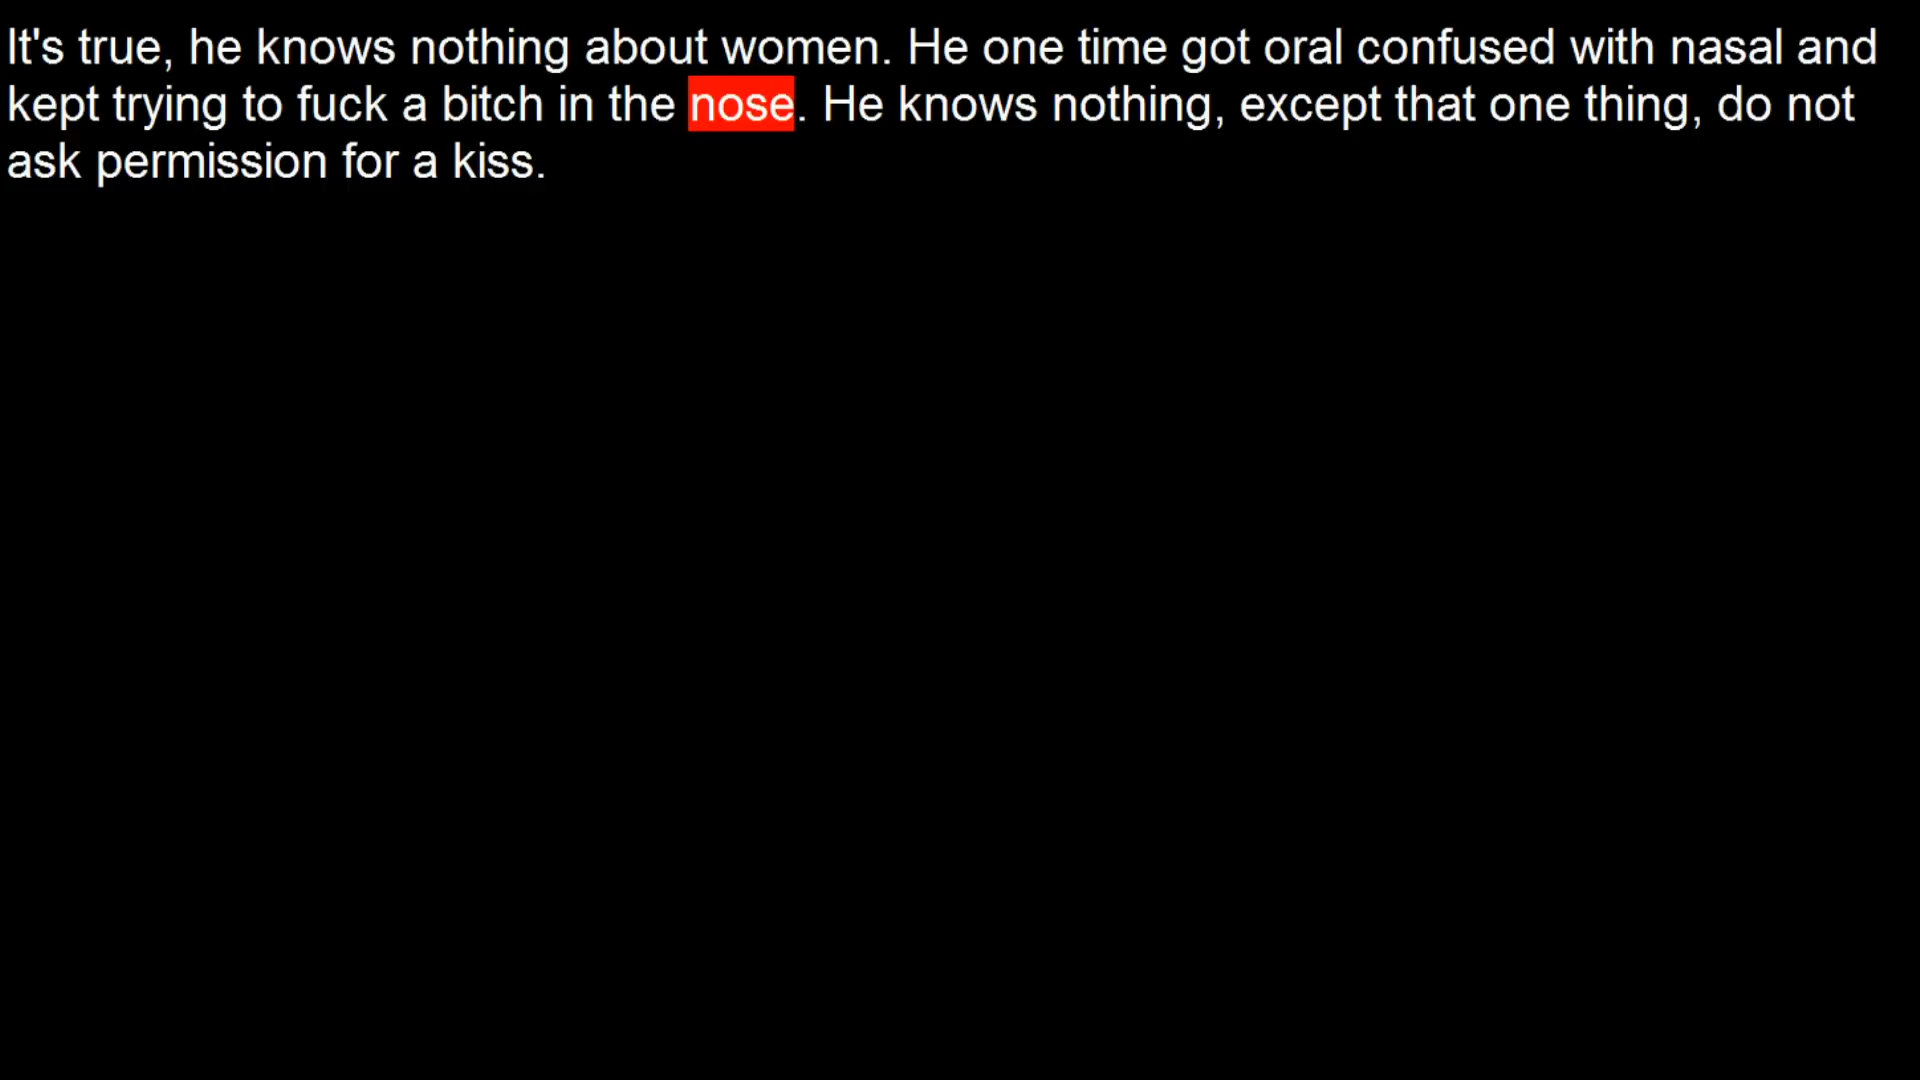 It's true, he knows nothing about women. He one time got oral confused with nasal and
kept trying to fuck a bitch in the nose. He knows nothing, except that one thing, do not
ask permission for a kiss.